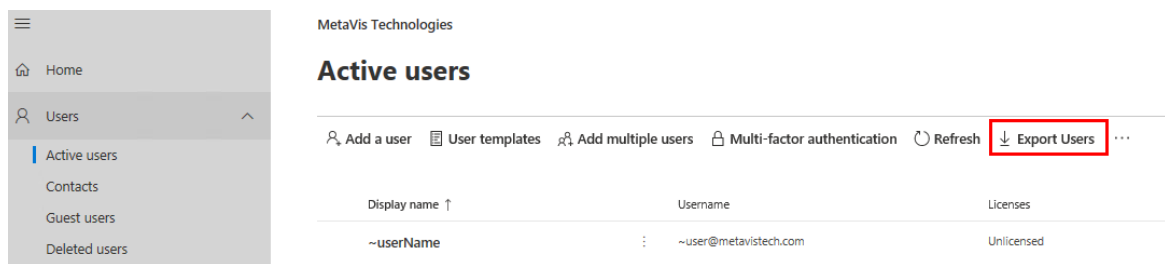 MetaVis Technologies
Home
Active users
Users
Add a user User templates Add multiple users Multi-factor authentication Refresh Export Users ...
Active users
Contacts
Guest users
Deleted users
Display name ↑ Username Licenses
~userName ~user@metavistech.com Unlicensed